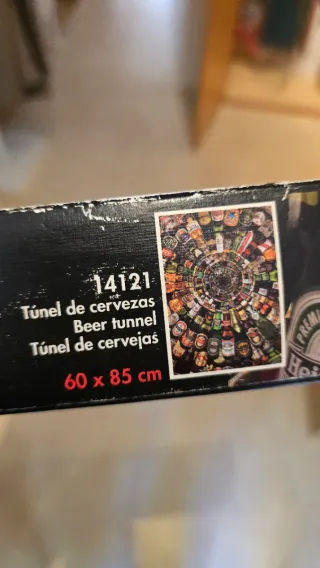 14121
Túnel de cervezas
Beer tunnel
Túnel de cervejas
60 x 85 cm